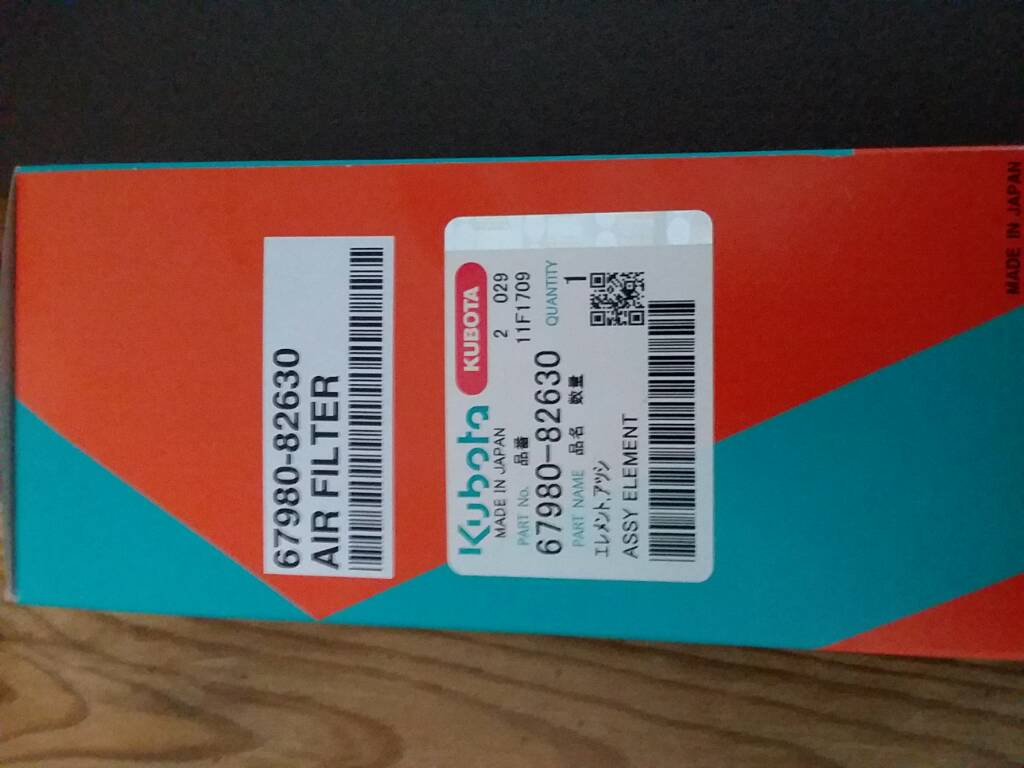 67980-82630
AIR FILTER
Kubota KUBOTA
MADE IN JAPAN 2 029
PART No. 品番 11F1709
67980-82630 QUANTITY
PART NAME 品名 数量 1
エレメント,アッシ
ASSY ELEMENT
MADE IN JAPAN